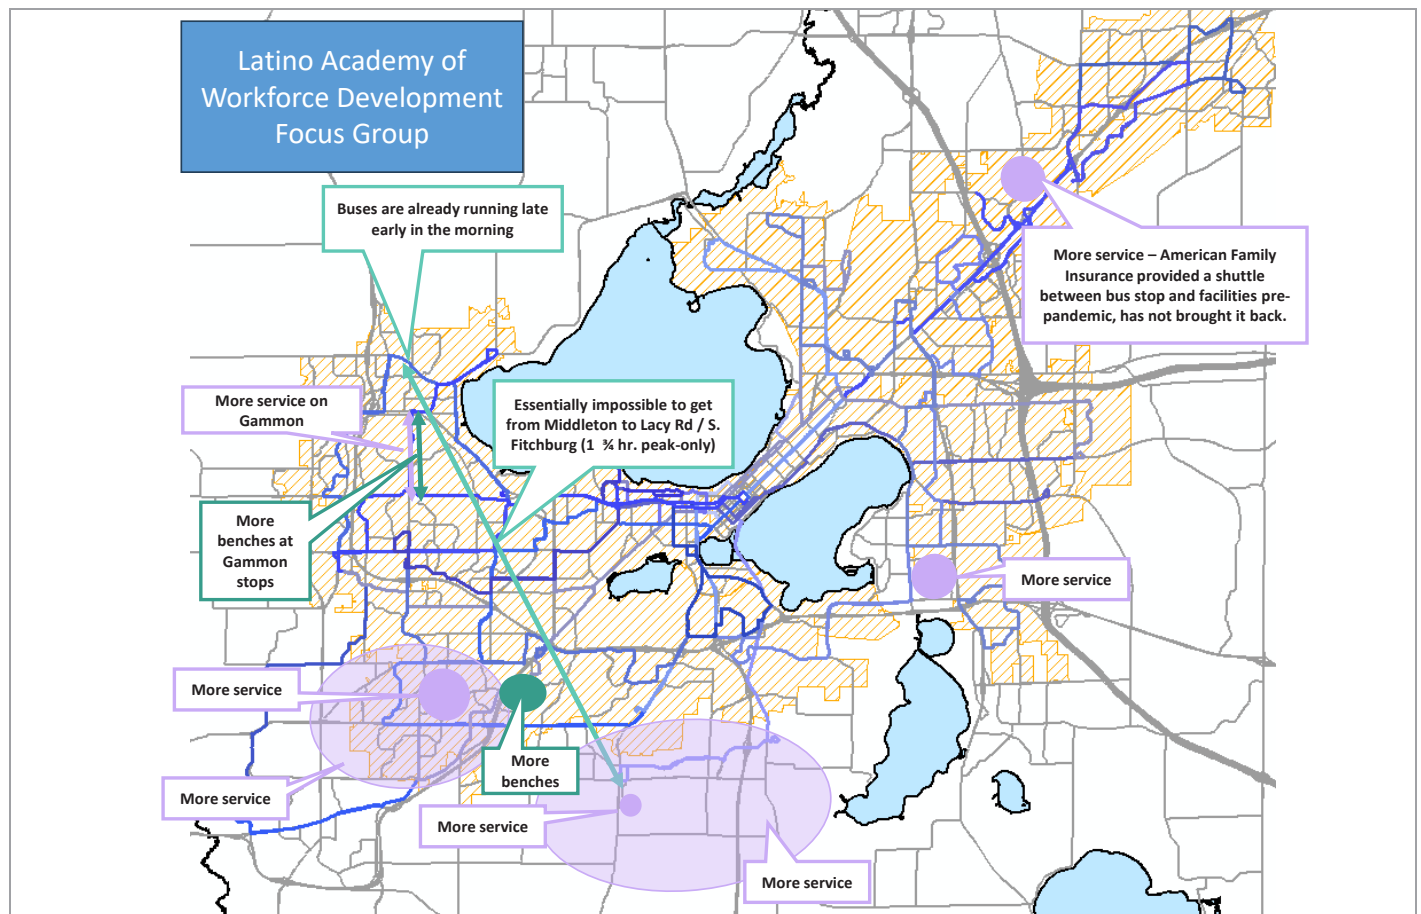 Latino Academy of
Workforce Development
Focus Group
Buses are already running late
early in the morning
More service – American Family
Insurance provided a shuttle
between bus stop and facilities pre-
pandemic, has not brought it back.
More service on
Gammon
Essentially impossible to get
from Middleton to Lacy Rd / S.
Fitchburg (1 ¾ hr. peak-only)
More
benches at
Gammon
stops
More service
More service
More
benches
More service
More service
More service